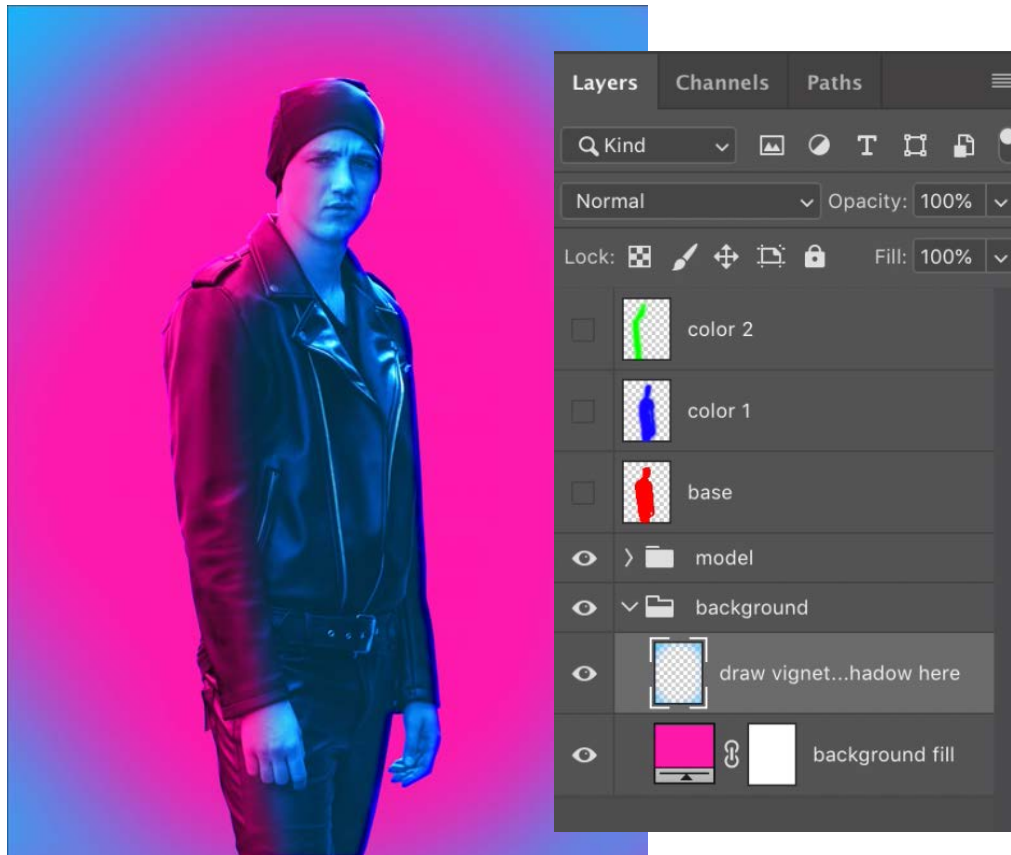 Layers Channels Paths
Kind T
Normal Opacity: 100%
Lock: Fill: 100%
color 2
color 1
base
model
background
draw vignet...hadow here
background fill